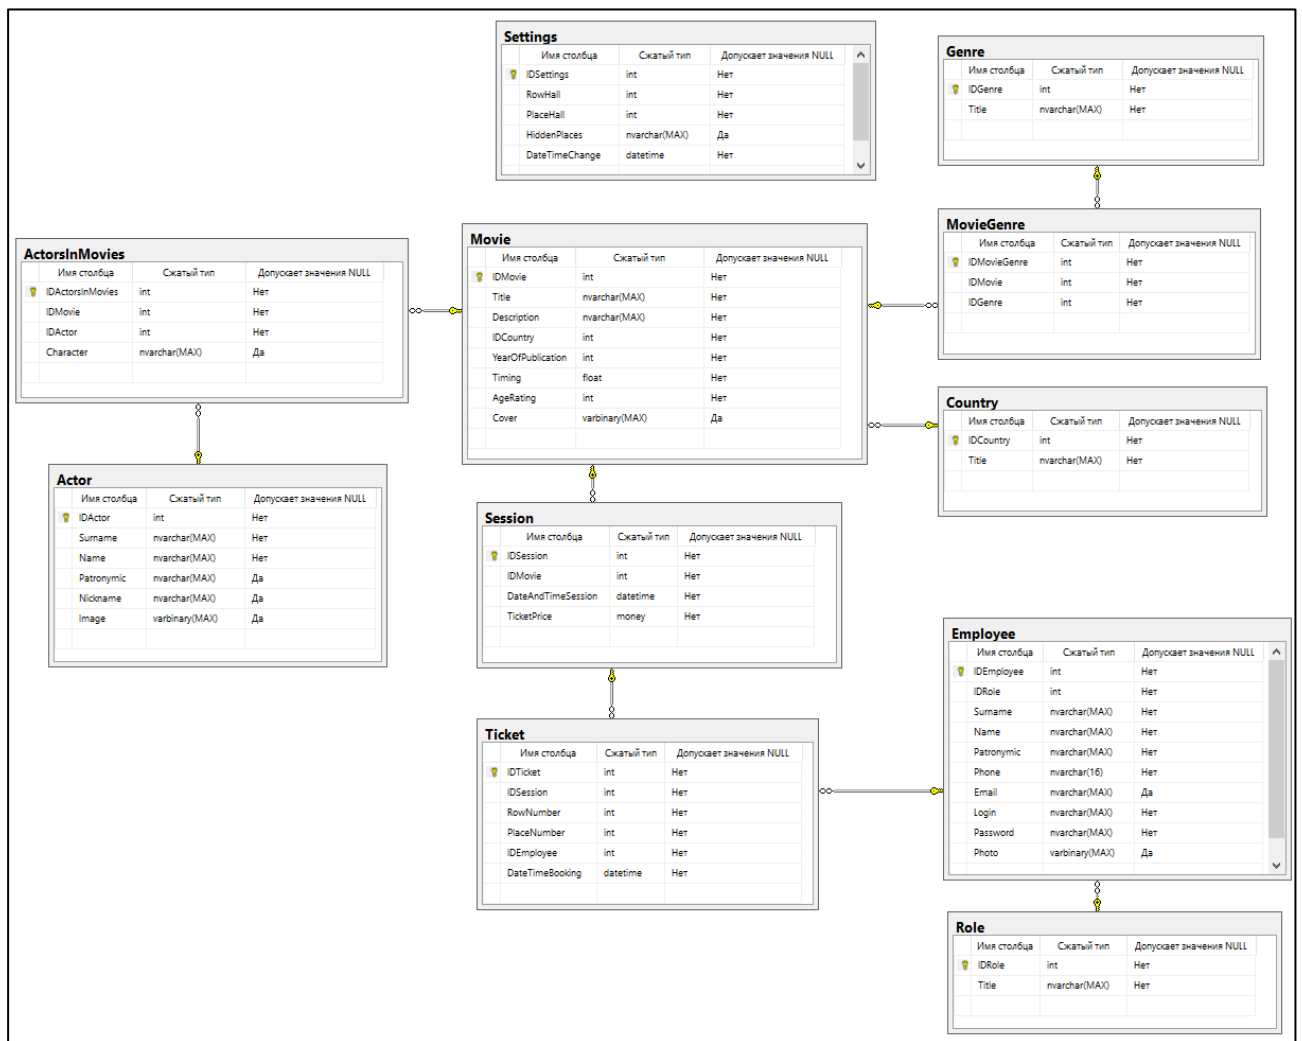 Settings
Имя столбца Сжатый тип Допускает значения NULL
IDSettings int Нет
RowHall int Нет
PlaceHall int Нет
HiddenPlaces nvarchar(MAX) Да
DateTimeChange datetime Нет
Genre
Имя столбца Сжатый тип Допускает значения NULL
IDGenre int Нет
Title nvarchar(MAX) Нет
ActorsInMovies
Имя столбца Сжатый тип Допускает значения NULL
IDActorsInMovies int Нет
IDMovie int Нет
IDActor int Нет
Character nvarchar(MAX) Да
Movie
Имя столбца Сжатый тип Допускает значения NULL
IDMovie int Нет
Title nvarchar(MAX) Нет
Description nvarchar(MAX) Нет
IDCountry int Нет
YearOfPublication int Нет
Timing float Нет
AgeRating int Нет
Cover varbinary(MAX) Да
MovieGenre
Имя столбца Сжатый тип Допускает значения NULL
IDMovieGenre int Нет
IDMovie int Нет
IDGenre int Нет
Country
Имя столбца Сжатый тип Допускает значения NULL
IDCountry int Нет
Title nvarchar(MAX) Нет
Actor
Имя столбца Сжатый тип Допускает значения NULL
IDActor int Нет
Surname nvarchar(MAX) Нет
Name nvarchar(MAX) Нет
Patronymic nvarchar(MAX) Да
Nickname nvarchar(MAX) Да
Image varbinary(MAX) Да
Session
Имя столбца Сжатый тип Допускает значения NULL
IDSession int Нет
IDMovie int Нет
DateAndTimeSession datetime Нет
TicketPrice money Нет
Employee
Имя столбца Сжатый тип Допускает значения NULL
IDEmployee int Нет
IDRole int Нет
Surname nvarchar(MAX) Нет
Name nvarchar(MAX) Нет
Patronymic nvarchar(MAX) Нет
Phone nvarchar(16) Нет
Email nvarchar(MAX) Да
Login nvarchar(MAX) Нет
Password nvarchar(MAX) Нет
Photo varbinary(MAX) Да
Ticket
Имя столбца Сжатый тип Допускает значения NULL
IDTicket int Нет
IDSession int Нет
RowNumber int Нет
PlaceNumber int Нет
IDEmployee int Нет
DateTimeBooking datetime Нет
Role
Имя столбца Сжатый тип Допускает значения NULL
IDRole int Нет
Title nvarchar(MAX) Нет